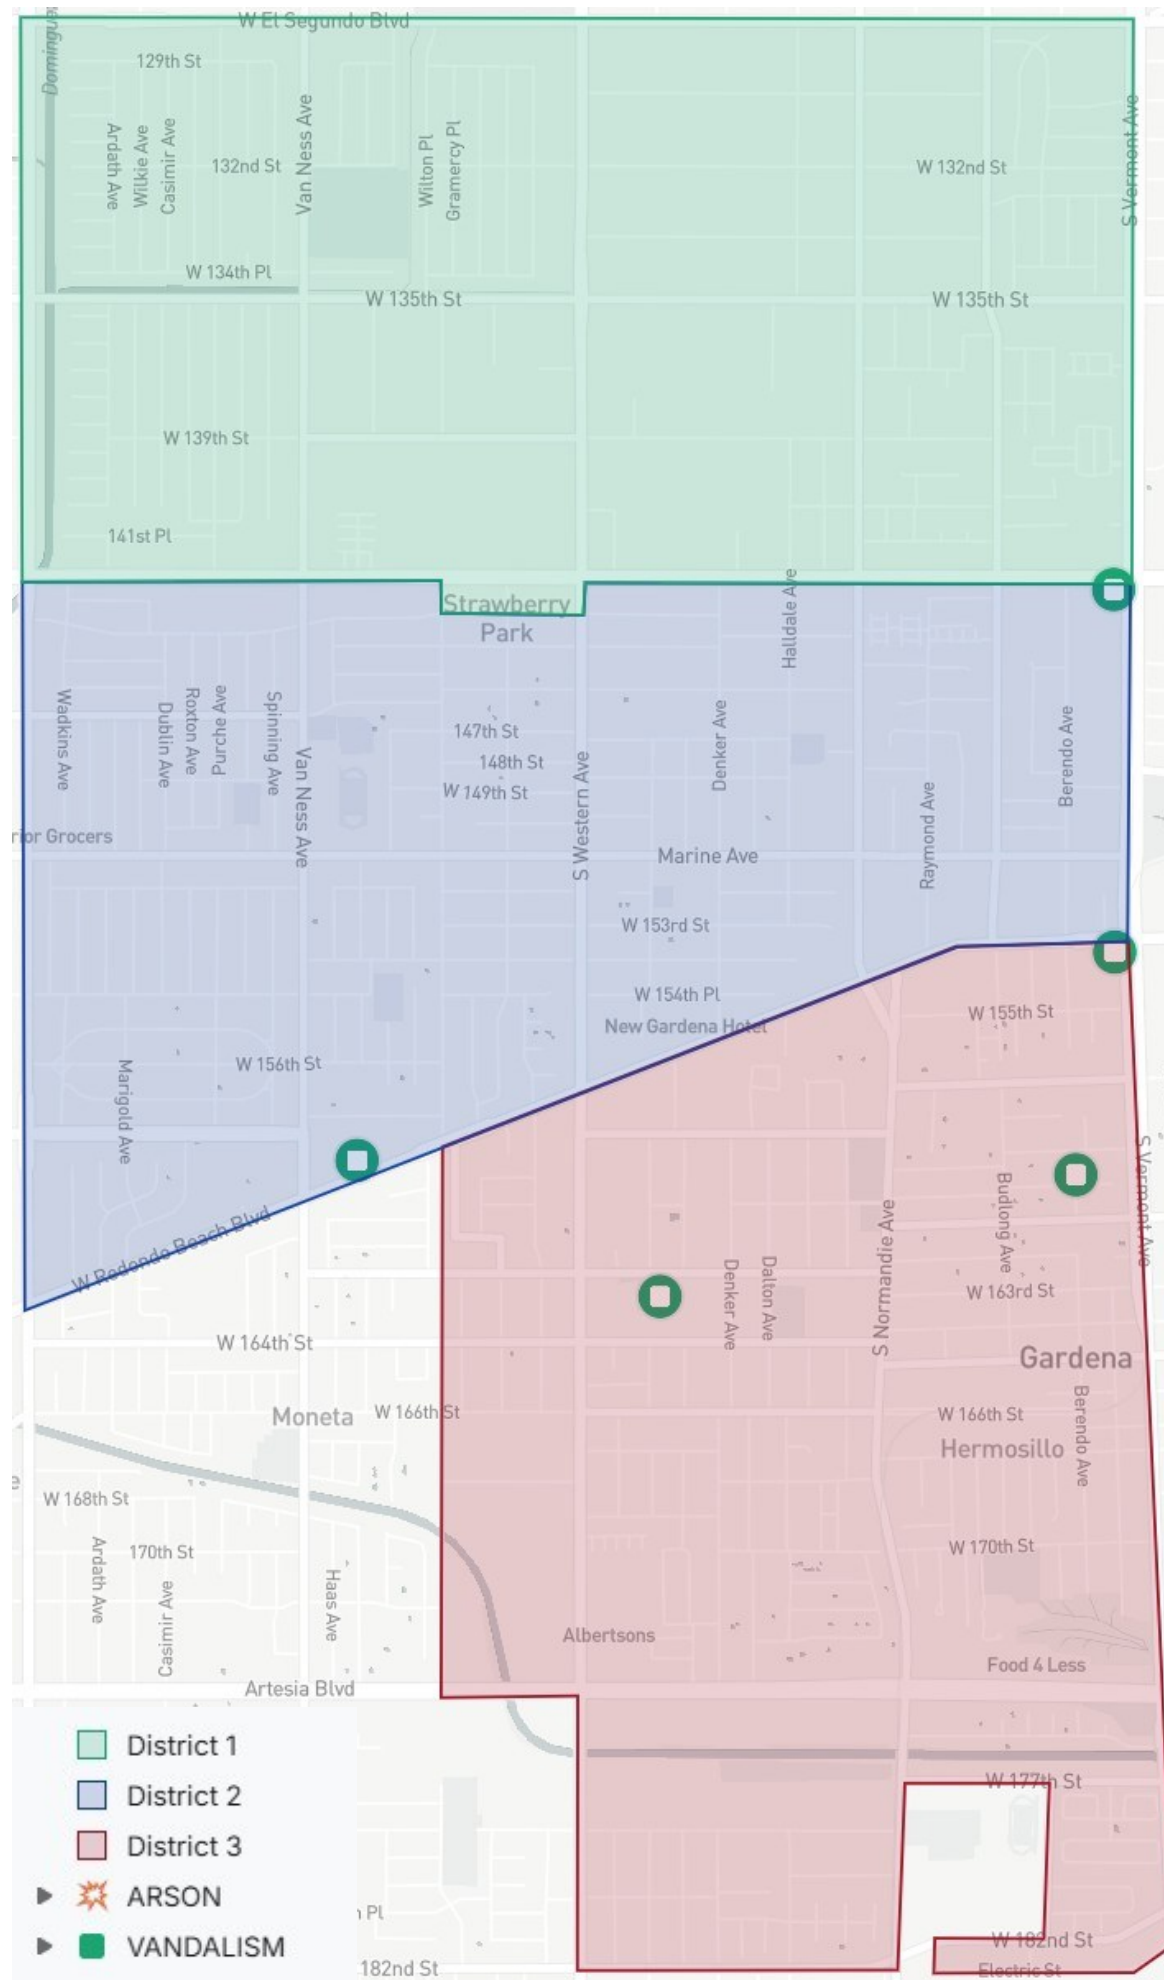 W El Segundo Blvd
129th St
Ardath Ave
Wilkie Ave
Casimir Ave
132nd St
Van Ness Ave
Wilton Pl
Gramercy Pl
W 132nd St
S Vermont Ave
W 134th Pl
W 135th St
W 135th St
W 139th St
141st Pl
Strawberry
Park
Halldale Ave
Wadkins Ave
Dublin Ave
Roxton Ave
Purche Ave
Spinning Ave
Van Ness Ave
147th St
148th St
W 149th St
S Western Ave
Denker Ave
Berendo Ave
Raymond Ave
rior Grocers
Marine Ave
W 153rd St
W 154th Pl
New Gardena Hotel
W 155th St
W 156th St
Marigold Ave
W Redondo Beach Blvd
S Vermont Ave
Budlong Ave
S Normandie Ave
Denker Ave
Dalton Ave
W 163rd St
W 164th St
Gardena
Moneta
W 166th St
W 166th St
Berendo Ave
Hermosillo
W 168th St
170th St
Ardath Ave
Casimir Ave
Haas Ave
W 170th St
Albertsons
Food 4 Less
Artesia Blvd
W 177th St
District 1
District 2
District 3
ARSON
VANDALISM
Pl
182nd St
W 182nd St
Electric St